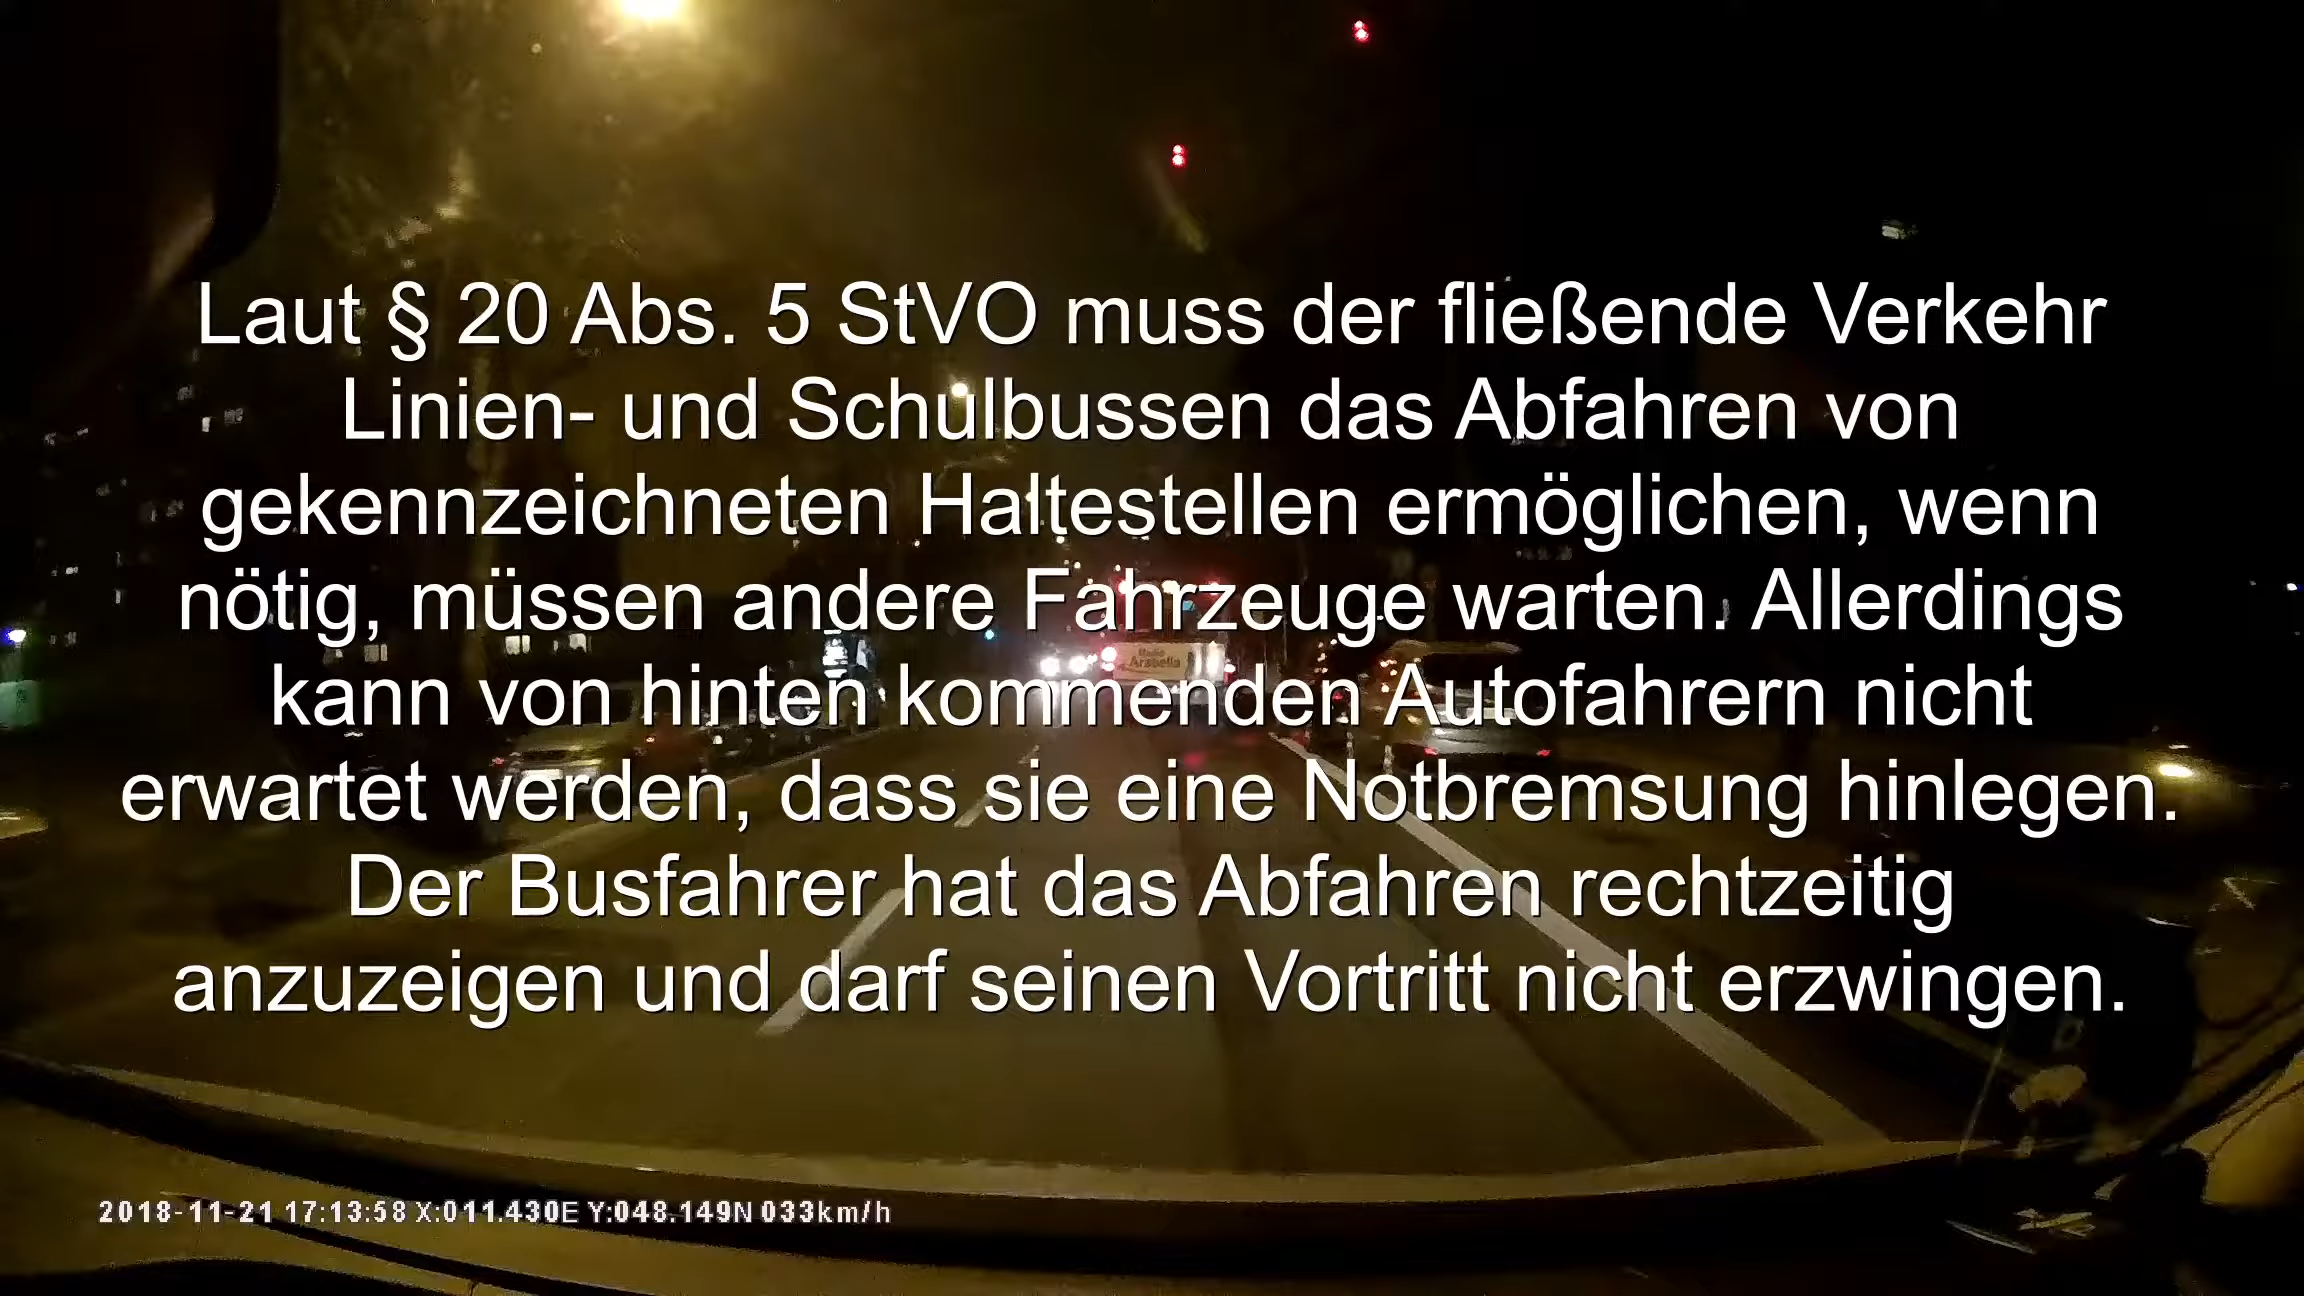 Laut § 20 Abs. 5 StVO muss der fließende Verkehr
Linien- und Schulbussen das Abfahren von
gekennzeichneten Haltestellen ermöglichen, wenn
nötig, müssen andere Fahrzeuge warten. Allerdings
kann von hinten kommenden Autofahrern nicht
erwartet werden, dass sie eine Notbremsung hinlegen.
Der Busfahrer hat das Abfahren rechtzeitig
anzuzeigen und darf seinen Vortritt nicht erzwingen.
Radio
Arabella
2018-11-21 17:13:58 X:011.430E Y:048.149N 033km/h